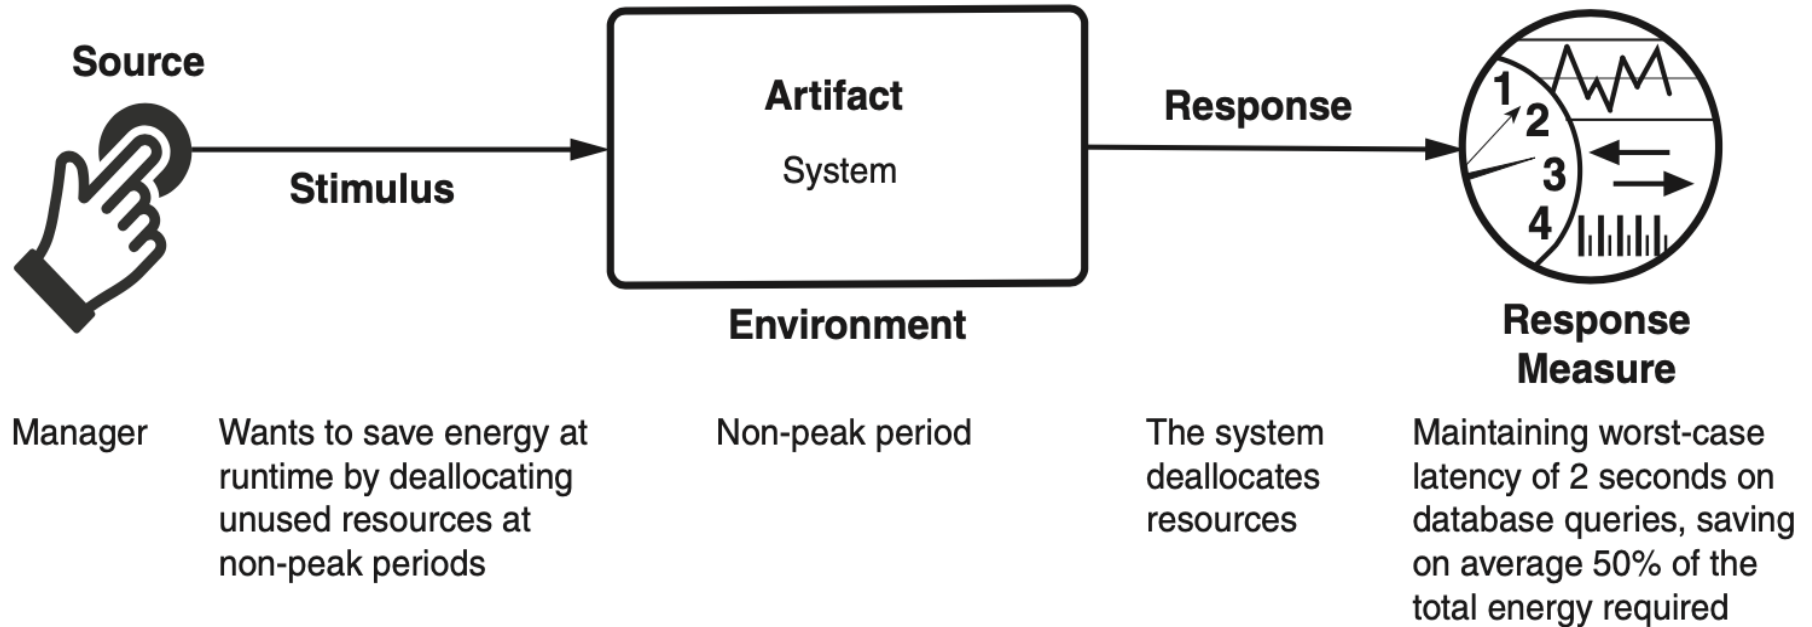 Source
Stimulus
Artifact
System
Environment
Response
1
2
3
4
Response
Measure
Manager
Wants to save energy at
runtime by deallocating
unused resources at
non-peak periods
Non-peak period
The system
deallocates
resources
Maintaining worst-case
latency of 2 seconds on
database queries, saving
on average 50% of the
total energy required